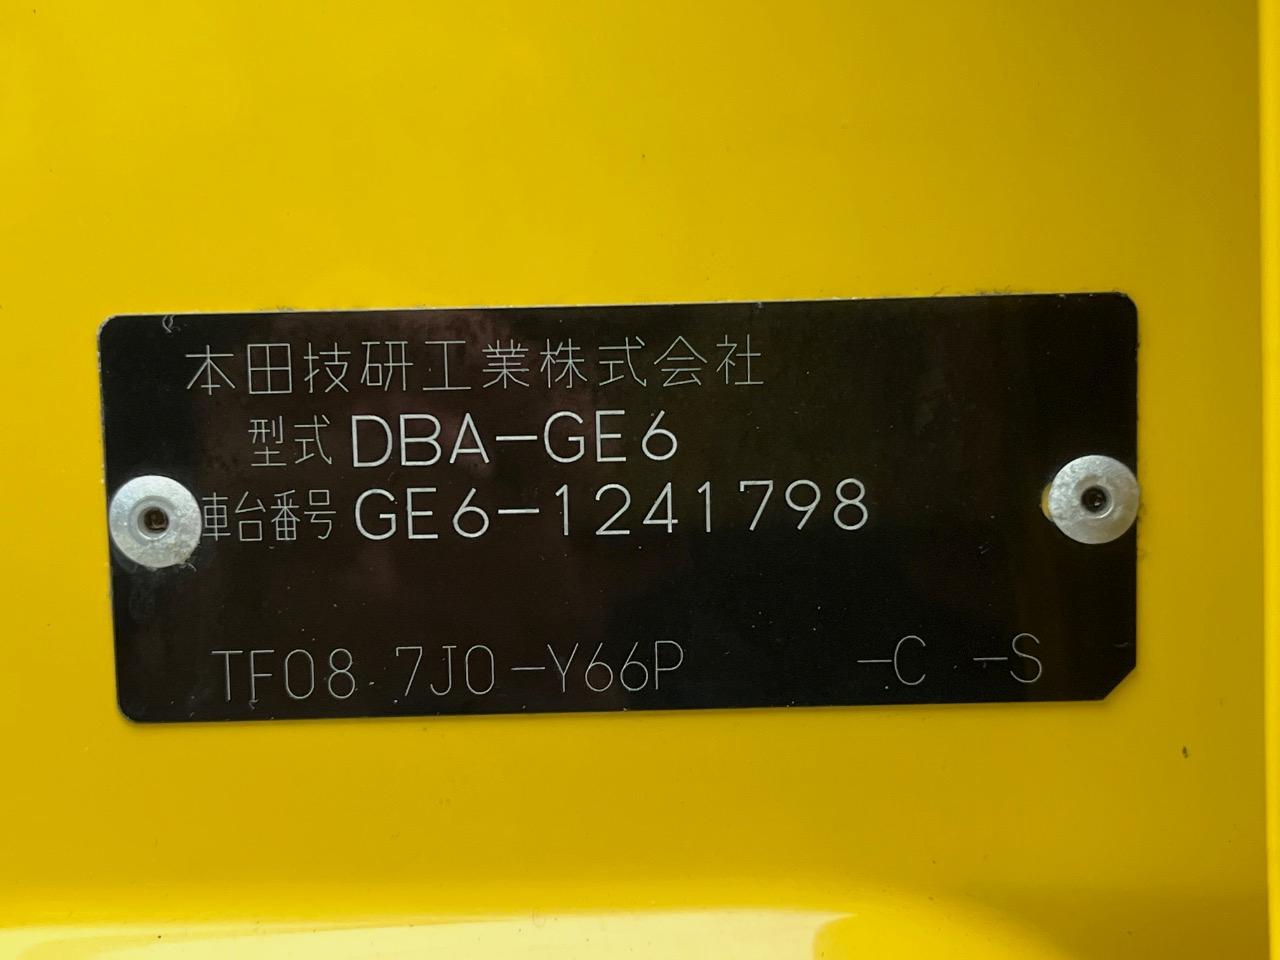 本田技研工業株式会社
型式 DBA-GE6
車台番号 GE6-1241798
TF08 7J0-Y66P -C -S